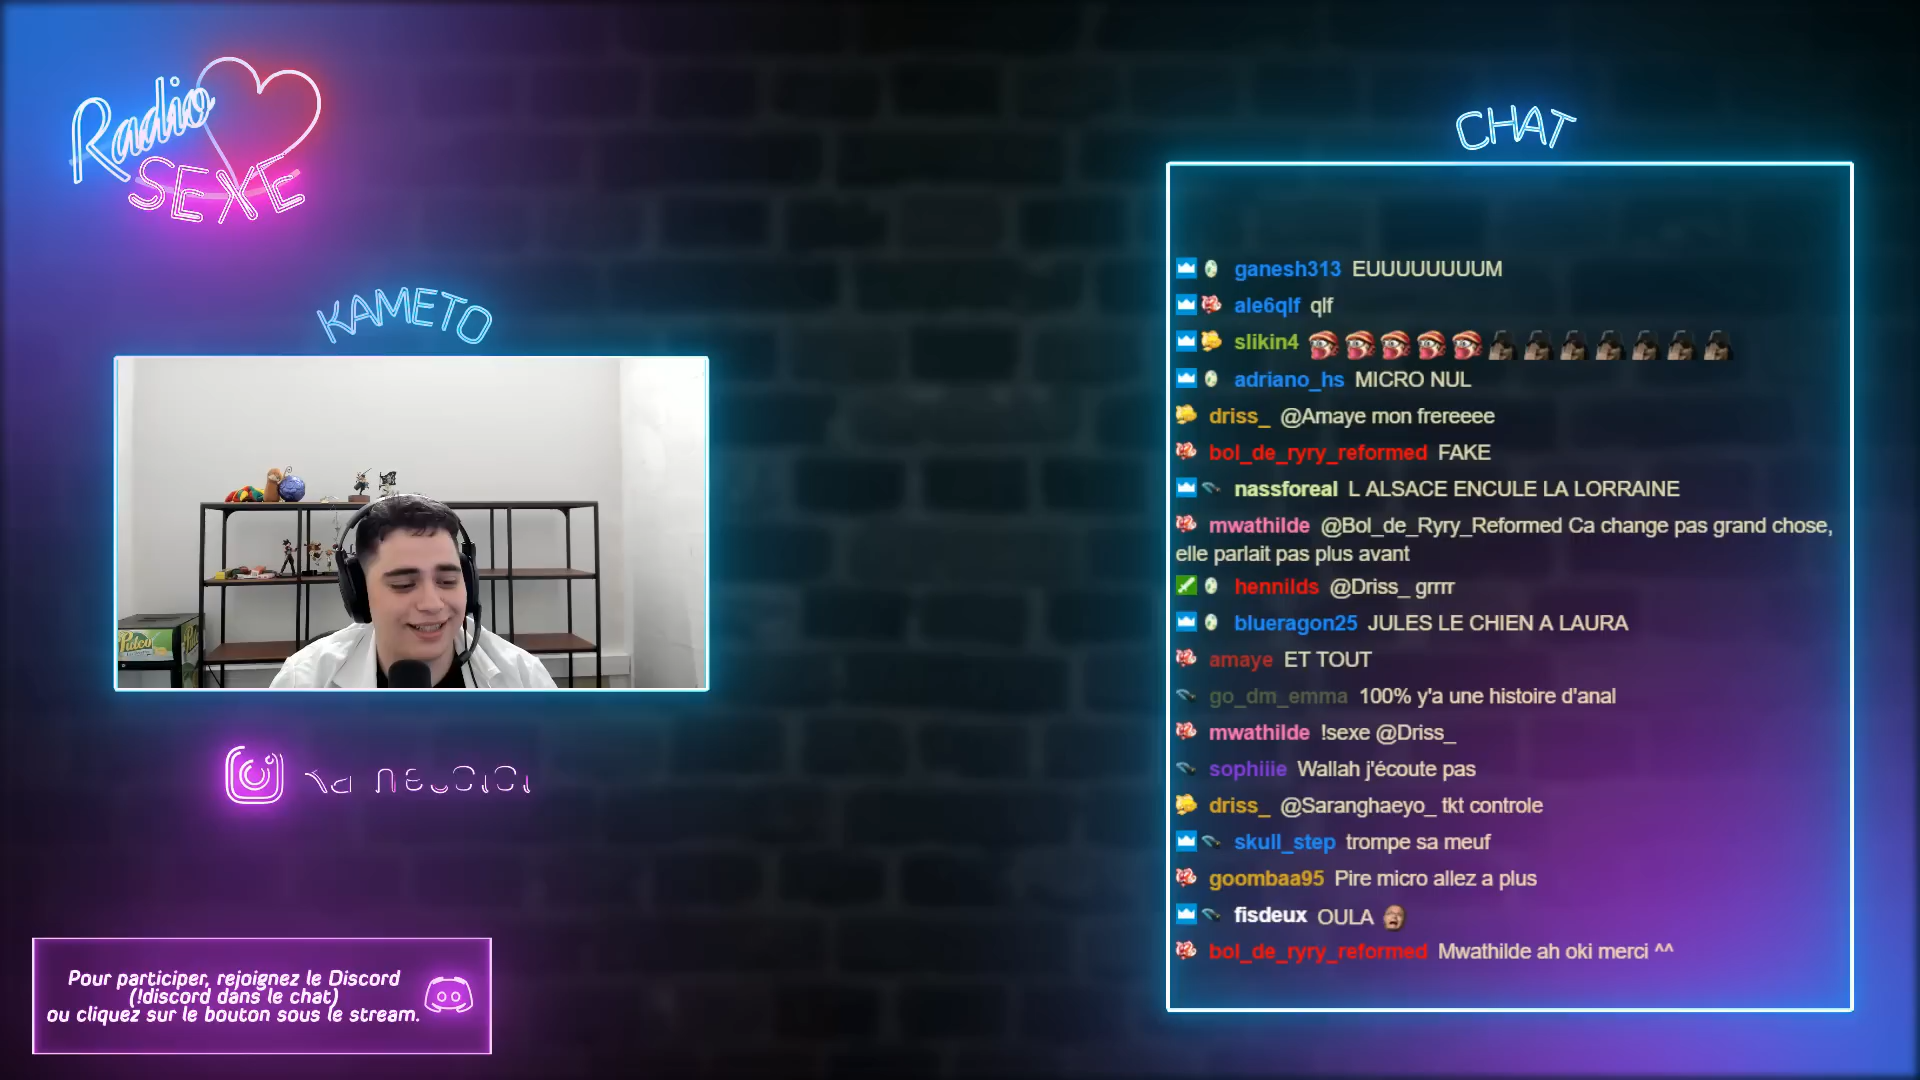 Radio
SEXE
KAMETO
Pulco
Pour participer, rejoignez le Discord
(!discord dans le chat)
ou cliquez sur le bouton sous le stream.
CHAT
ganesh313 EUUUUUUUUM
ale6qlf qlf
slikin4
adriano_hs MICRO NUL
driss_ @Amaye mon frereeee
bol_de_ryry_reformed FAKE
nassforeal L ALSACE ENCULE LA LORRAINE
mwathilde @Bol_de_Ryry_Reformed Ca change pas grand chose,
elle parlait pas plus avant
hennilds @Driss_ grrrr
blueragon25 JULES LE CHIEN A LAURA
amaye ET TOUT
go_dm_emma 100% y'a une histoire d'anal
mwathilde !sexe @Driss_
sophiiie Wallah j'écoute pas
driss_ @Saranghaeyo_ tkt controle
skull_step trompe sa meuf
goombaa95 Pire micro allez a plus
fisdeux OULA
bol_de_ryry_reformed Mwathilde ah oki merci ^^